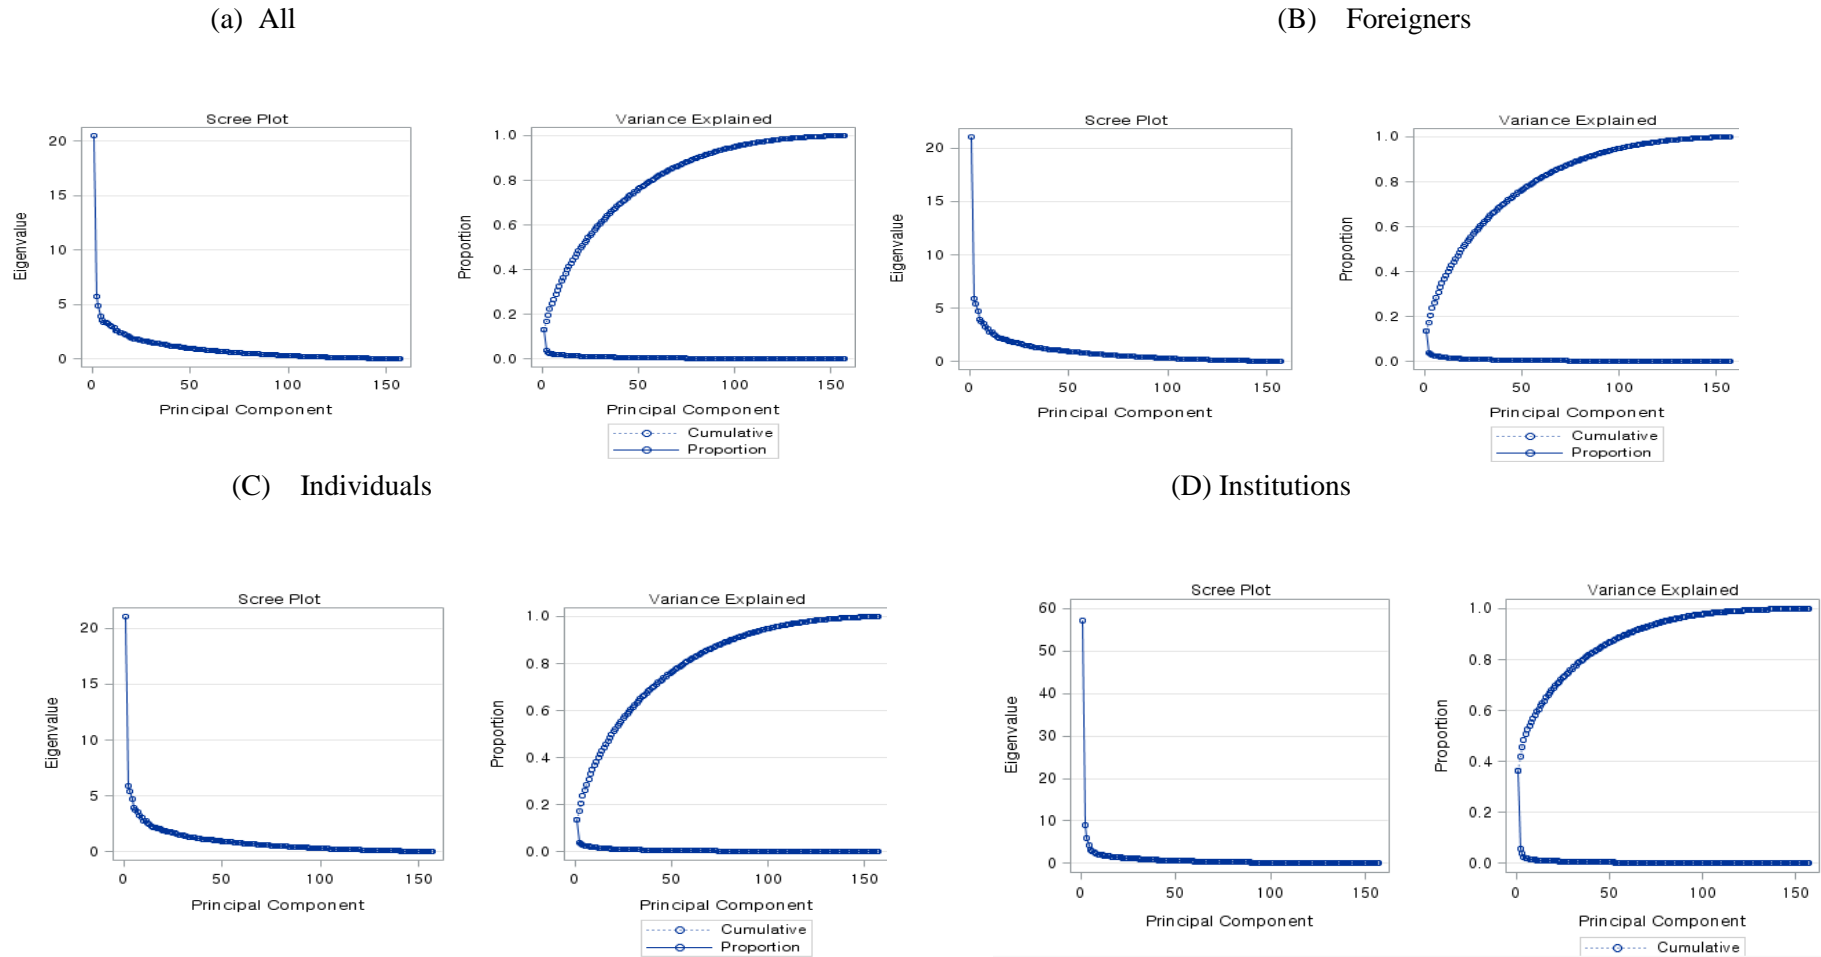 (a) All
(B) Foreigners
Scree Plot
Eigenvalue
20
15
10
5
0
0 50 100 150
Principal Component
Variance Explained
Proportion
1.0
0.8
0.6
0.4
0.2
0.0
0 50 100 150
Principal Component
Cumulative
Proportion
Scree Plot
Eigenvalue
20
15
10
5
0
0 50 100 150
Principal Component
Variance Explained
Proportion
1.0
0.8
0.6
0.4
0.2
0.0
0 50 100 150
Principal Component
Cumulative
Proportion
(C) Individuals
(D) Institutions
Scree Plot
Eigenvalue
20
15
10
5
0
0 50 100 150
Principal Component
Variance Explained
Proportion
1.0
0.8
0.6
0.4
0.2
0.0
0 50 100 150
Principal Component
Cumulative
Proportion
Scree Plot
Eigenvalue
60
50
40
30
20
10
0
0 50 100 150
Principal Component
Variance Explained
Proportion
1.0
0.8
0.6
0.4
0.2
0.0
0 50 100 150
Principal Component
Cumulative